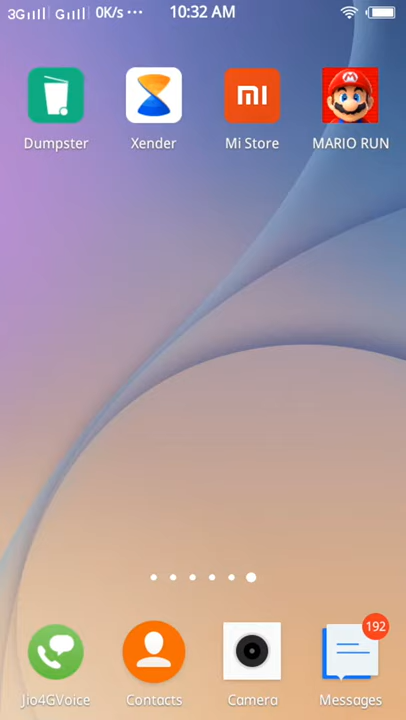 3G G 0K/s ··· 10:32 AM
mi
Dumpster Xender Mi Store MARIO RUN
192
Jio4GVoice Contacts Camera Messages